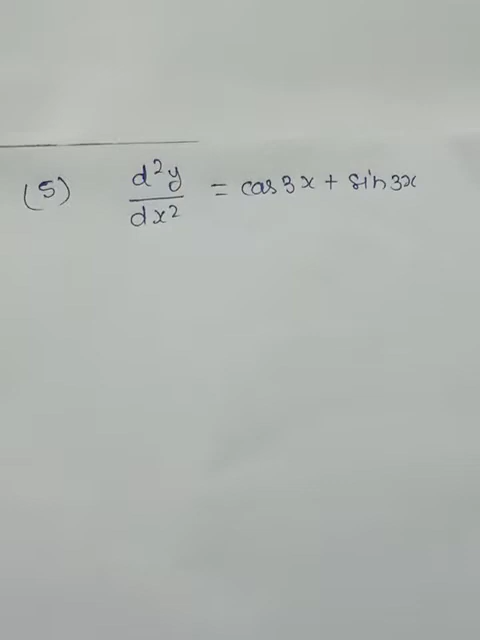 (5) d²y/dx² = cos 3x + sin 3x